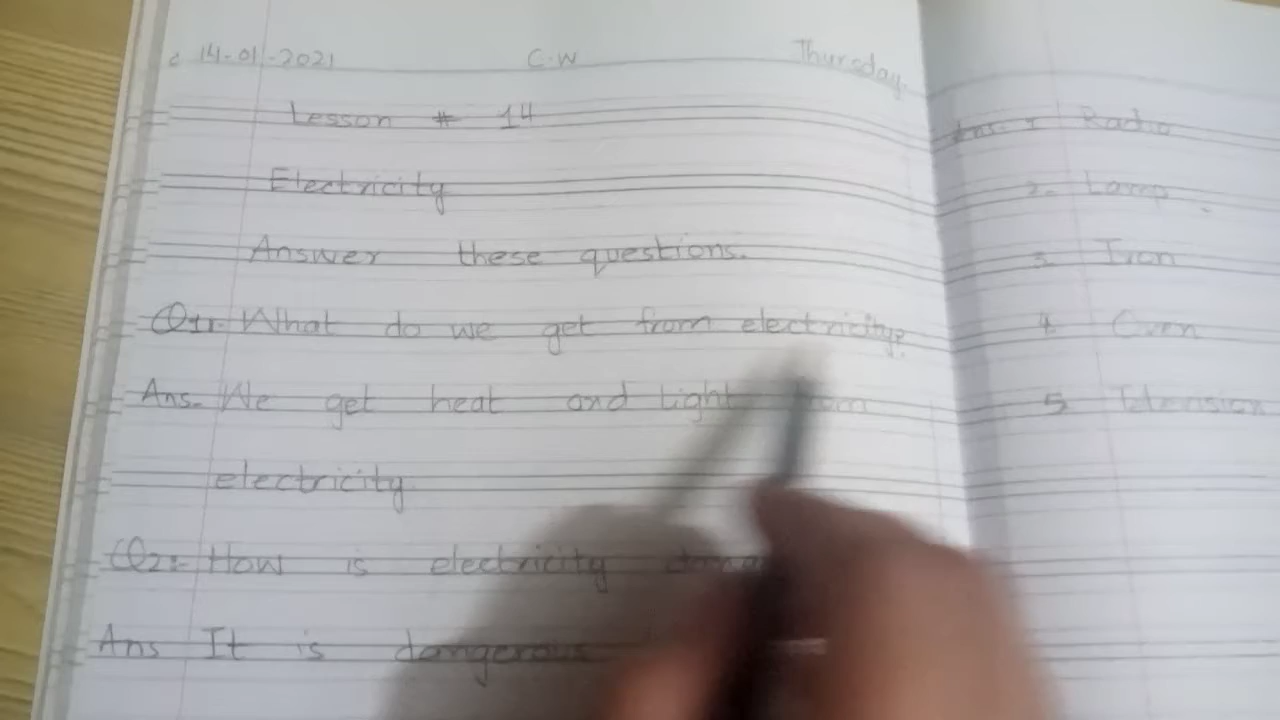 14-01-2021 C.W Thursday.
Lesson # 14
Electricity
Answer these questions.
Q1:- What do we get from electricity?
Ans. We get heat and light from
electricity.
Q2:- How is electricity
Ans It is dangerous
Ans. 1 Radio
2. Lamp
3. Iron
4. Oven
5 Television